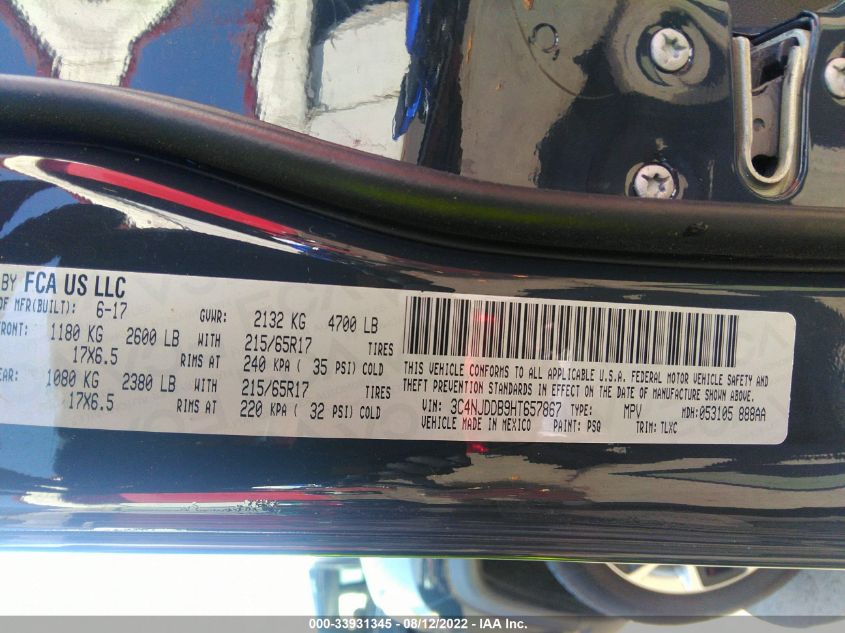 BY FCA US LLC
OF MFR(BUILT): 6-17 GVWR: 2132 KG 4700 LB
FRONT: 1180 KG 2600 LB WITH 215/65R17 TIRES
17X6.5 RIMS AT 240 KPA ( 35 PSI) COLD
EAR: 1080 KG 2380 LB WITH 215/65R17 TIRES
17X6.5 RIMS AT 220 KPA ( 32 PSI) COLD
THIS VEHICLE CONFORMS TO ALL APPLICABLE U.S.A. FEDERAL MOTOR VEHICLE SAFETY AND
THEFT PREVENTION STANDARDS IN EFFECT ON THE DATE OF MANUFACTURE SHOWN ABOVE.
VIN: 3C4NJDDB9HT657867 TYPE: MPV MDH:053105 888AA
VEHICLE MADE IN MEXICO PAINT: PSQ TRIM: TLXC
000-33931345 - 08/12/2022 - IAA Inc.